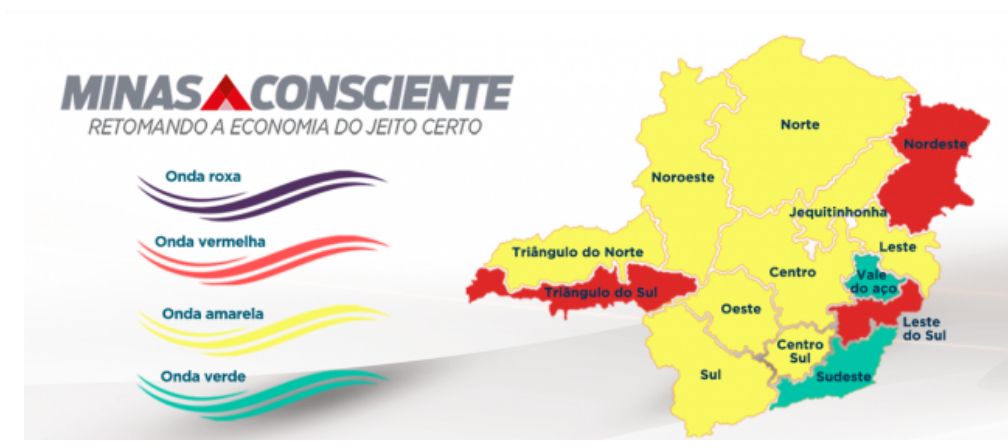 MINAS CONSCIENTE
RETOMANDO A ECONOMIA DO JEITO CERTO
Onda roxa
Onda vermelha
Onda amarela
Onda verde
Norte
Nordeste
Noroeste
Jequitinhonha
Leste
Triângulo do Norte
Centro
Vale
do aço
Triângulo do Sul
Oeste
Leste
do Sul
Centro
Sul
Sul
Sudeste